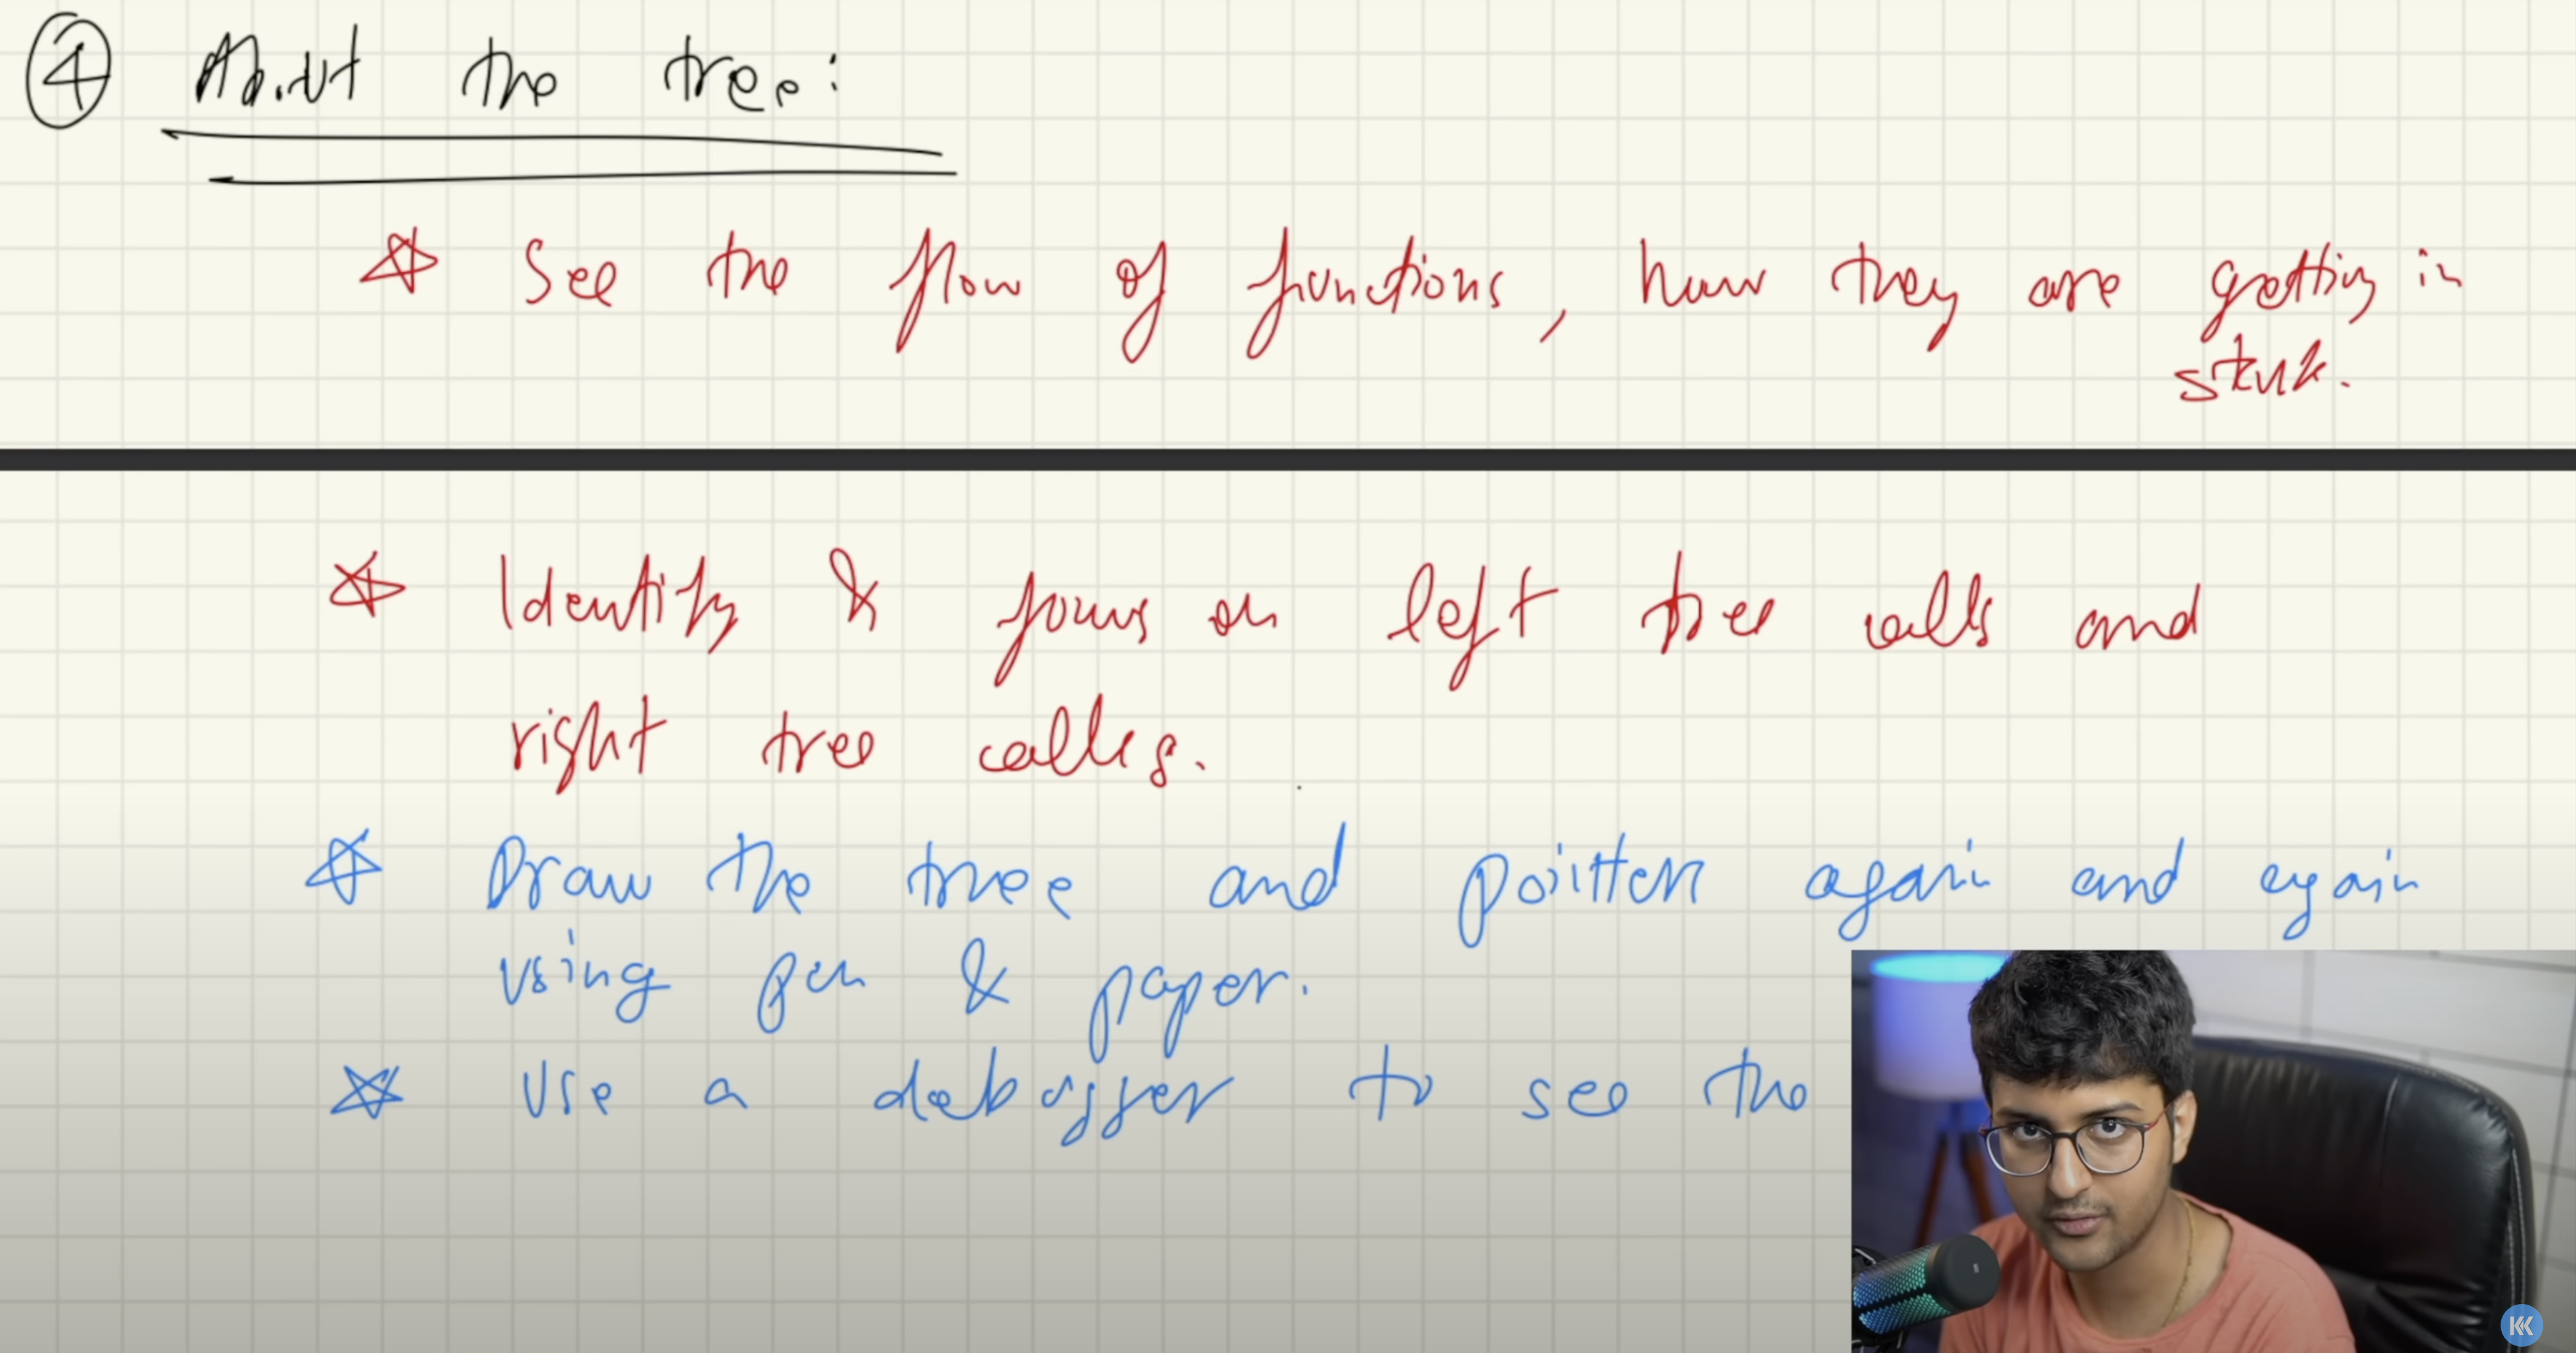 ④ About the tree:
☆ See the flow of functions, how they are getting in
stack.
☆ Identify & focus on left tree calls and
right tree calls.
☆ Draw the tree and pointers again and again
using pen & paper.
☆ Use a debugger to see the
KK